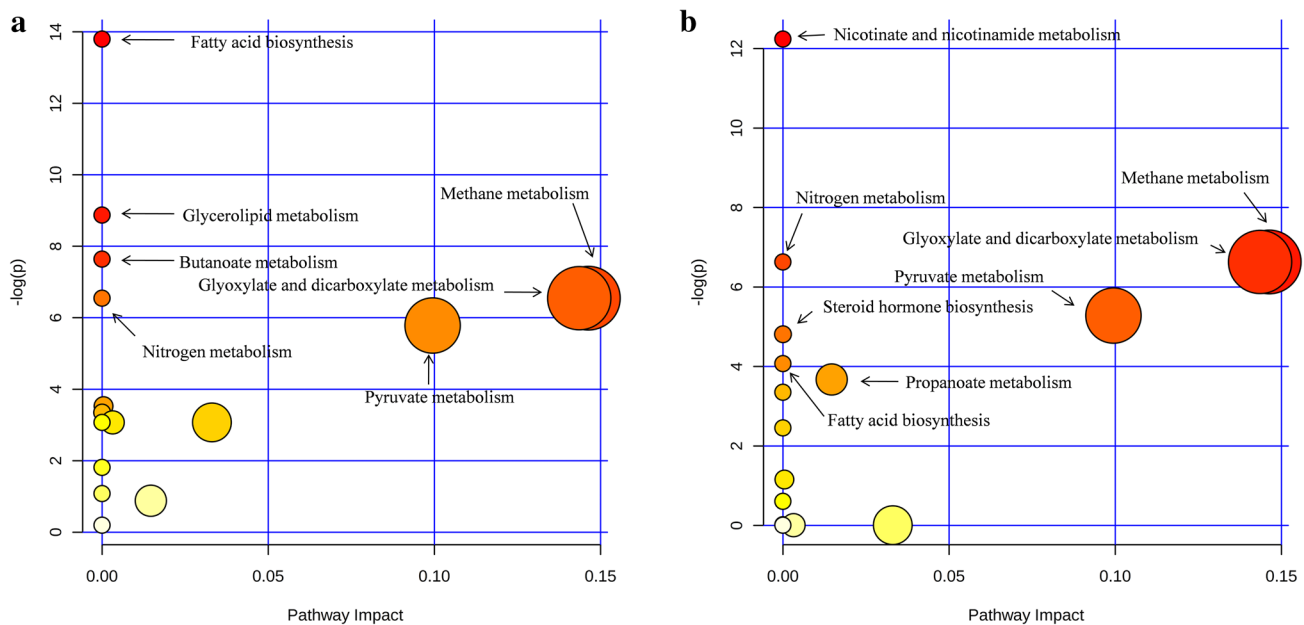 a
14
12
10
8
6
4
2
0
-log(p)
Fatty acid biosynthesis
Methane metabolism
Glycerolipid metabolism
Butanoate metabolism
Glyoxylate and dicarboxylate metabolism
Nitrogen metabolism
Pyruvate metabolism
0.00
0.05
0.10
0.15
Pathway Impact
b
12
10
8
6
4
2
0
-log(p)
Nicotinate and nicotinamide metabolism
Methane metabolism
Nitrogen metabolism
Glyoxylate and dicarboxylate metabolism
Pyruvate metabolism
Steroid hormone biosynthesis
Propanoate metabolism
Fatty acid biosynthesis
0.00
0.05
0.10
0.15
Pathway Impact